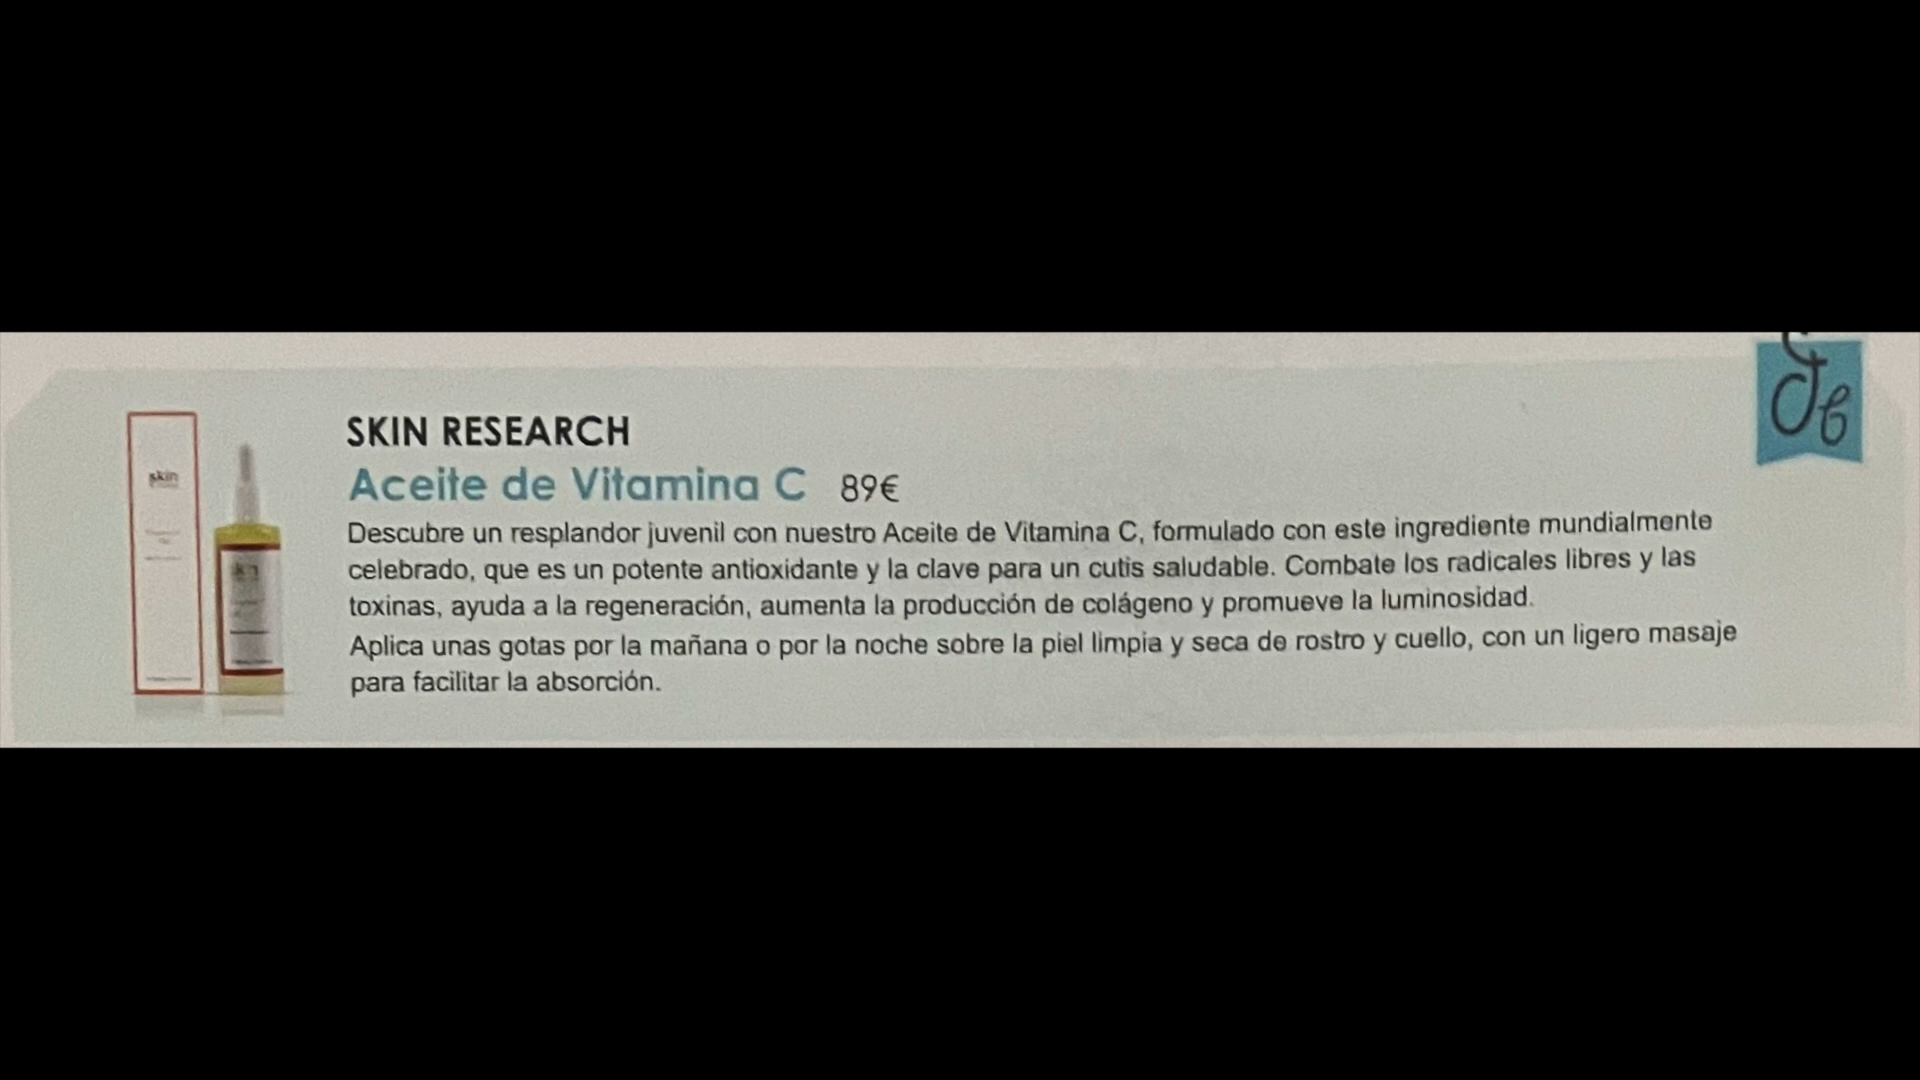 SKIN RESEARCH
Aceite de Vitamina C 89€
Descubre un resplandor juvenil con nuestro Aceite de Vitamina C, formulado con este ingrediente mundialmente
celebrado, que es un potente antioxidante y la clave para un cutis saludable. Combate los radicales libres y las
toxinas, ayuda a la regeneración, aumenta la producción de colágeno y promueve la luminosidad.
Aplica unas gotas por la mañana o por la noche sobre la piel limpia y seca de rostro y cuello, con un ligero masaje
para facilitar la absorción.
skin